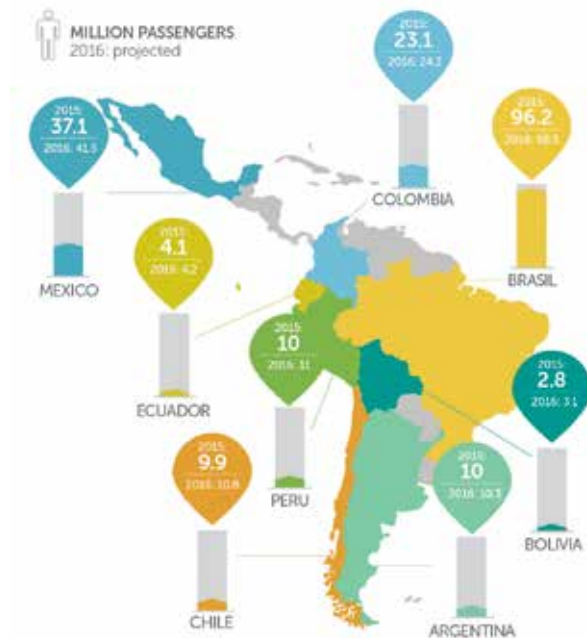 MILLION PASSENGERS
2016: projected
2015:
23.1
2016: 24.2
COLOMBIA
2015:
37.1
2016: 41.3
MEXICO
2015:
96.2
2016:
BRASIL
2015:
4.1
2016: 4.2
ECUADOR
2015:
10
2016: 11
PERU
2015:
2.8
2016: 3.1
BOLIVIA
2015:
9.9
2016: 10.8
CHILE
2015:
10
2016: 10.3
ARGENTINA